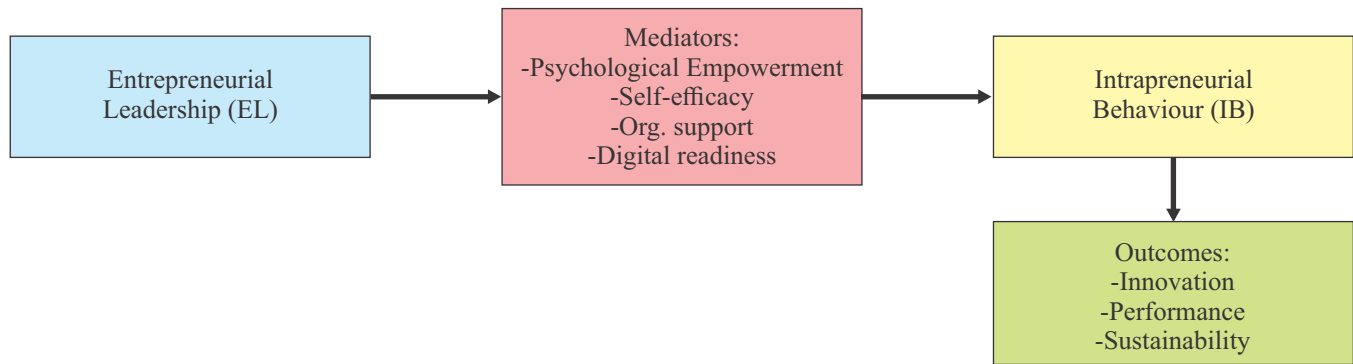 Entrepreneurial
Leadership (EL)
Mediators:
-Psychological Empowerment
-Self-efficacy
-Org. support
-Digital readiness
Intrapreneurial
Behaviour (IB)
Outcomes:
-Innovation
-Performance
-Sustainability